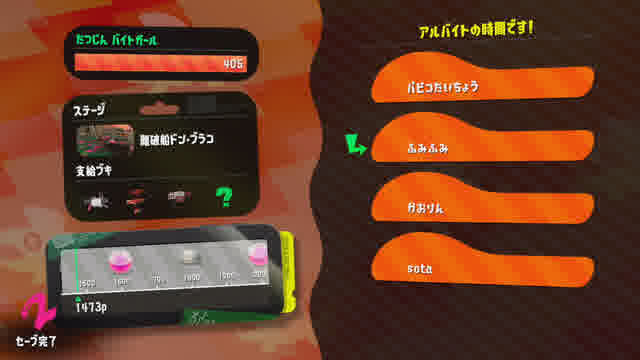 たつじん バイトガール
405
ステージ
難破船ドン・ブラコ
支給ブキ
?
1473p
セーブ完了
アルバイトの時間です!
パピコだいちょう
ふみふみ
かおりん
sota